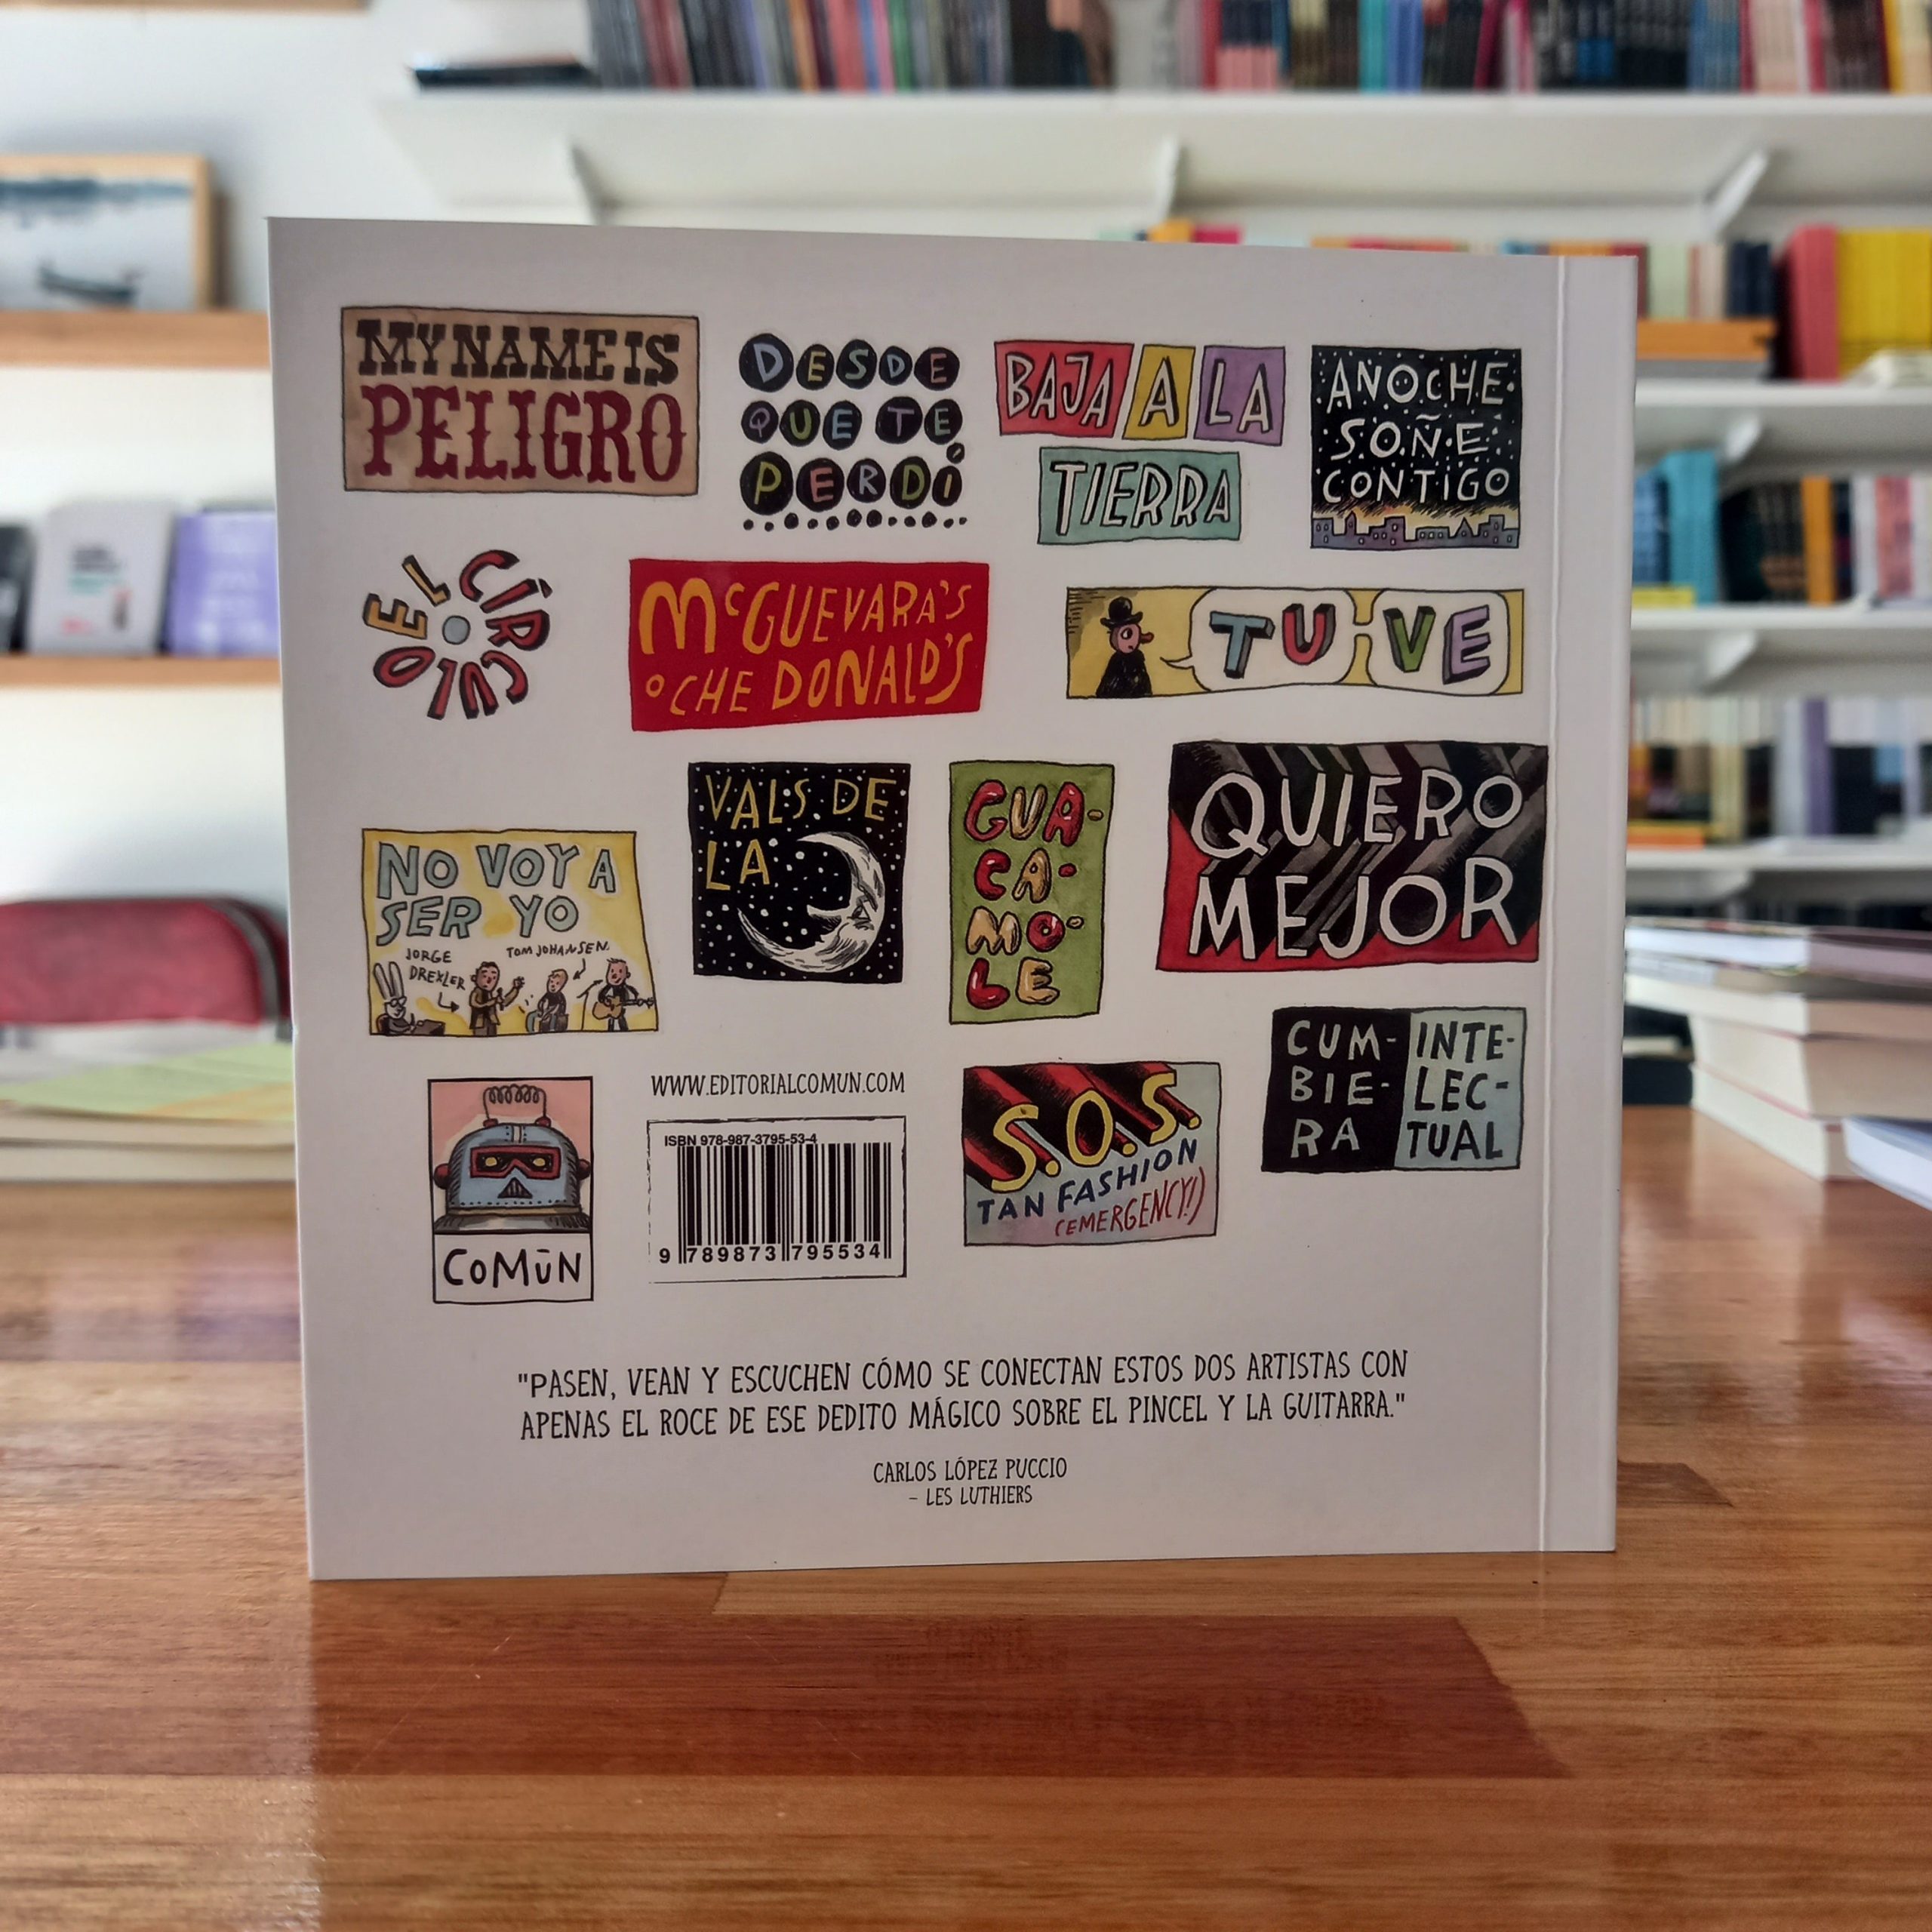 MY NAME IS
PELIGRO
DESDE
QUE TE
PERDÍ
BAJA A LA
TIERRA
ANOCHE
SOÑE
CONTIGO
EL CÍRCULO
McGUEVARA'S
o CHE DONALD'S
TU VE
NO VOY A
SER YO
JORGE
DREXLER
TOM JOHANSEN
VALS DE
LA
GUA-
CA-
MO-
LE
QUIERO
MEJOR
COMŪN
WWW.EDITORIALCOMUN.COM
ISBN 978-987-3795-53-4
9 789873 795534
S.O.S.
TAN FASHION
(EMERGENCY!)
CUM-
BIE-
RA
INTE-
LEC-
TUAL
"PASEN, VEAN Y ESCUCHEN CÓMO SE CONECTAN ESTOS DOS ARTISTAS CON
APENAS EL ROCE DE ESE DEDITO MÁGICO SOBRE EL PINCEL Y LA GUITARRA."
CARLOS LÓPEZ PUCCIO
– LES LUTHIERS